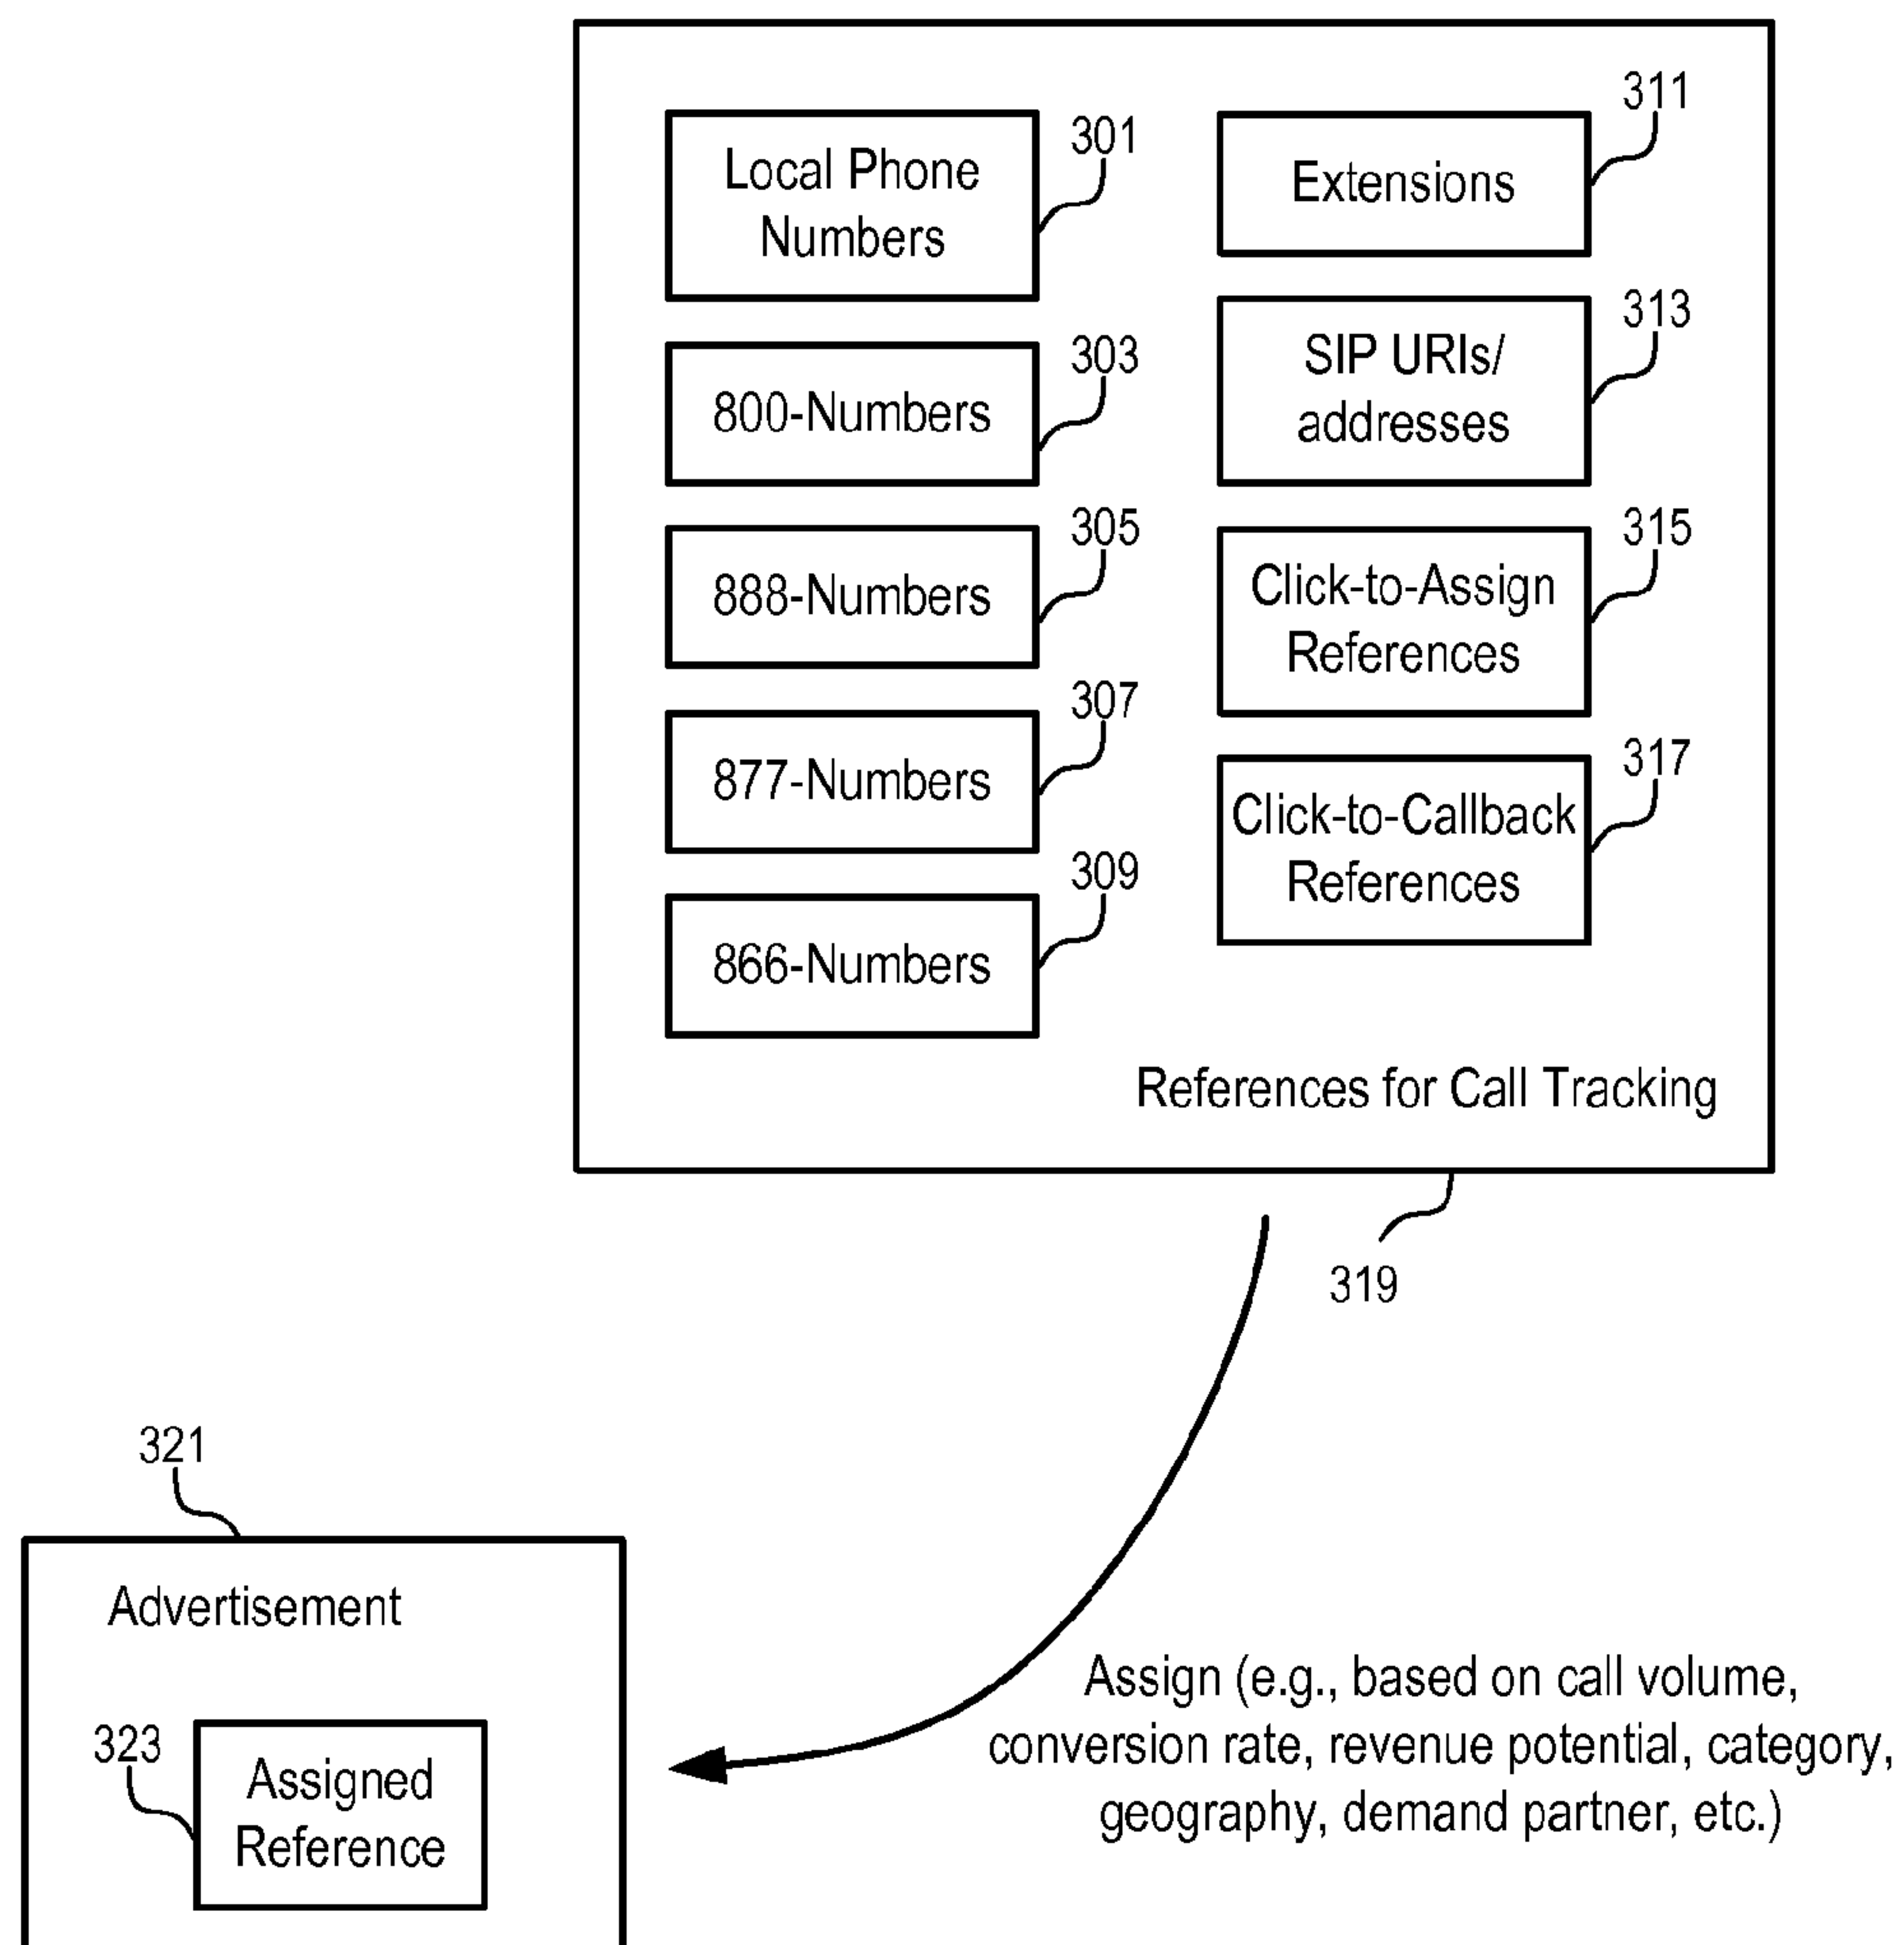 301
Local Phone
Numbers
303
800-Numbers
305
888-Numbers
307
877-Numbers
309
866-Numbers
311
Extensions
313
SIP URIs/
addresses
315
Click-to-Assign
References
317
Click-to-Callback
References
References for Call Tracking
319
321
Advertisement
323
Assigned
Reference
Assign (e.g., based on call volume,
conversion rate, revenue potential, category,
geography, demand partner, etc.)